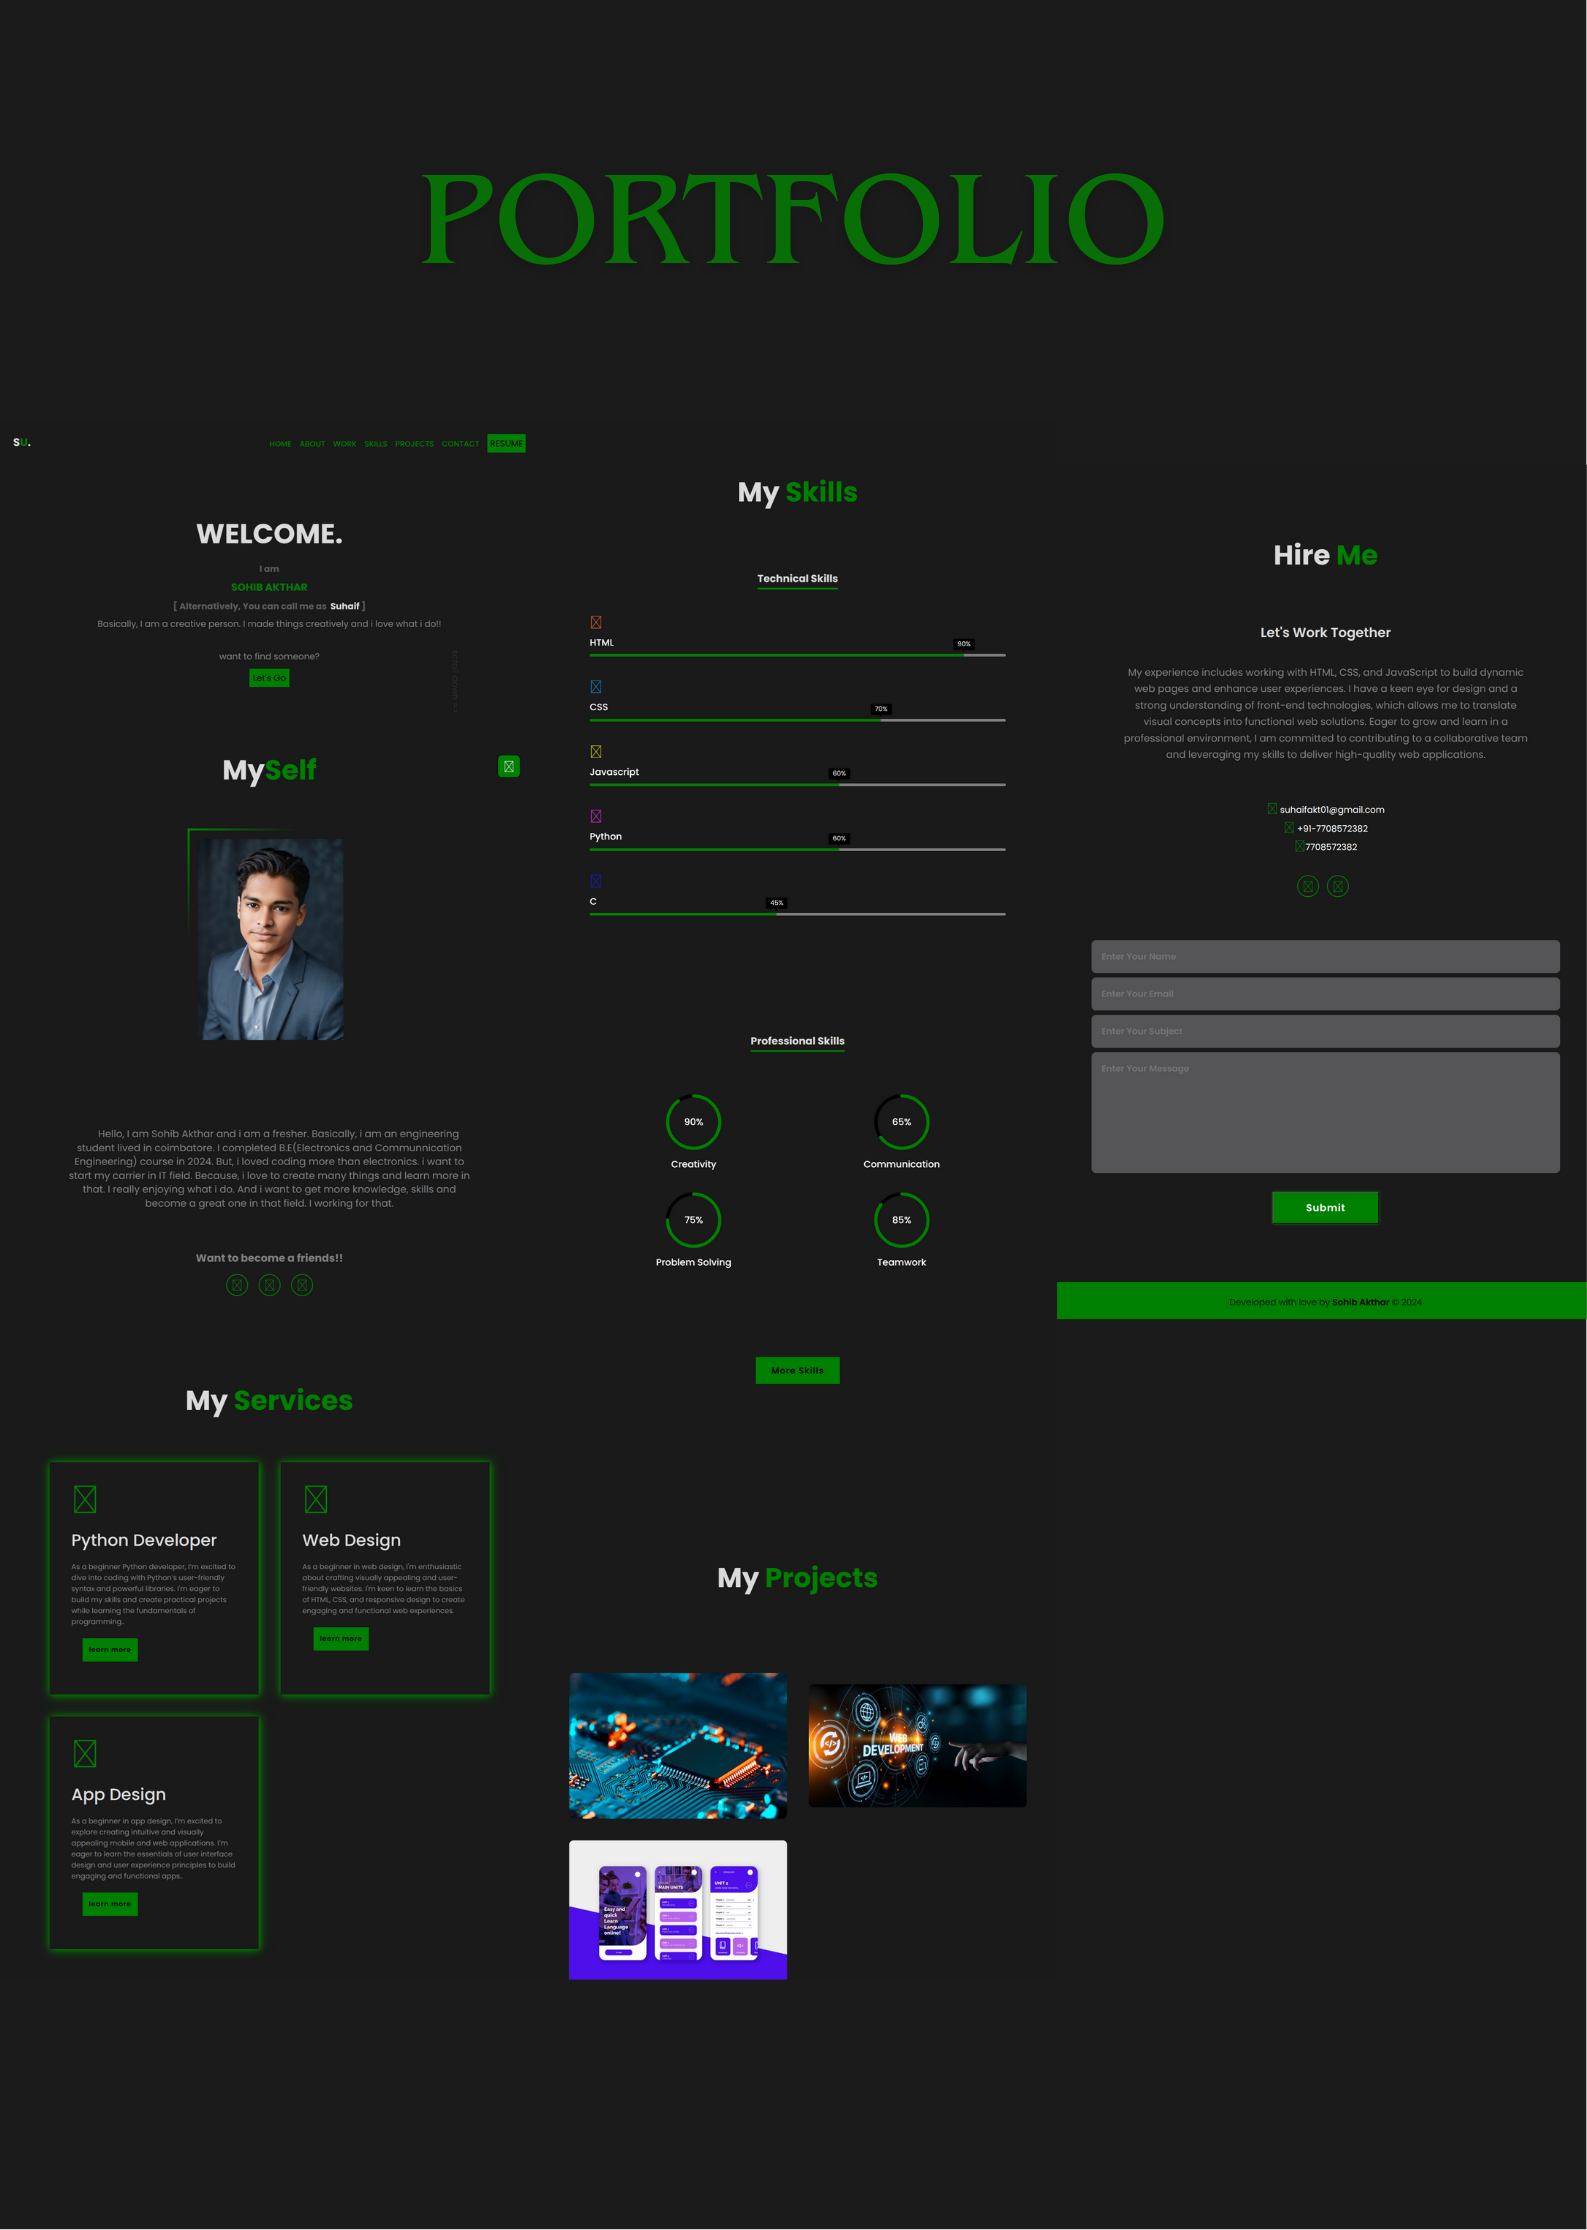 PORTFOLIO
SU.
HOME ABOUT WORK SKILLS PROJECTS CONTACT RESUME
WELCOME.
I am
SOHIB AKTHAR
[ Alternatively, You can call me as Suhaif ]
Basically, I am a creative person. I made things creatively and i love what i do!!
want to find someone?
Let's Go
MySelf
Hello, I am Sohib Akthar and i am a fresher. Basically, i am an engineering
student lived in coimbatore. I completed B.E(Electronics and Communnication
Engineering) course in 2024. But, i loved coding more than electronics. i want to
start my carrier in IT field. Because, i love to create many things and learn more in
that. I really enjoying what i do. And i want to get more knowledge, skills and
become a great one in that field. I working for that.
Want to become a friends!!
My Services
Python Developer
As a beginner Python developer, I'm excited to
dive into coding with Python's user-friendly
syntax and powerful libraries. I'm eager to
build my skills and create practical projects
while learning the fundamentals of
programming..
learn more
Web Design
As a beginner in web design, I'm enthusiastic
about crafting visually appealing and user-
friendly websites. I'm keen to learn the basics
of HTML, CSS, and responsive design to create
engaging and functional web experiences.
learn more
App Design
As a beginner in app design, I'm excited to
explore creating intuitive and visually
appealing mobile and web applications. I'm
eager to learn the essentials of user interface
design and user experience principles to build
engaging and functional apps..
learn more
My Skills
Technical Skills
HTML 90%
CSS 70%
Javascript 60%
Python 60%
C 45%
Professional Skills
90%
Creativity
65%
Communication
75%
Problem Solving
85%
Teamwork
More Skills
My Projects
WEB
DEVELOPMENT
Easy and
quick
Learn
Language
online!
MAIN UNITS
UNIT 2
Hire Me
Let's Work Together
My experience includes working with HTML, CSS, and JavaScript to build dynamic
web pages and enhance user experiences. I have a keen eye for design and a
strong understanding of front-end technologies, which allows me to translate
visual concepts into functional web solutions. Eager to grow and learn in a
professional environment, I am committed to contributing to a collaborative team
and leveraging my skills to deliver high-quality web applications.
suhaifakt01@gmail.com
+91-7708572382
7708572382
Enter Your Name
Enter Your Email
Enter Your Subject
Enter Your Message
Submit
Developed with love by Sohib Akthar © 2024